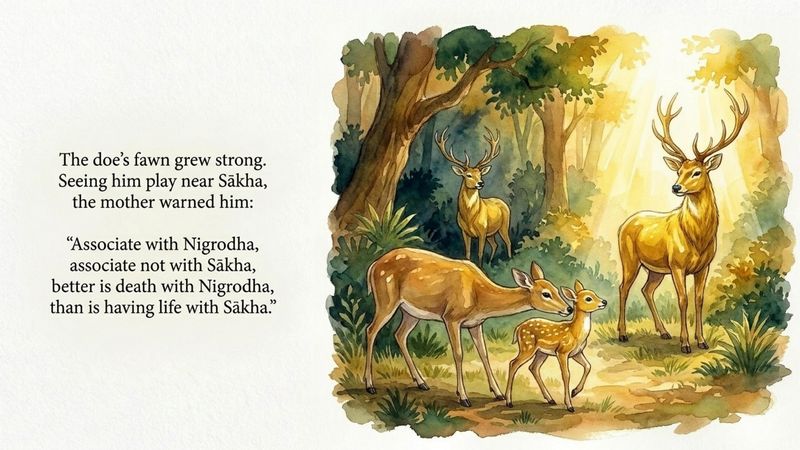 The doe’s fawn grew strong.
Seeing him play near Sākha,
the mother warned him:
“Associate with Nigrodha,
associate not with Sākha,
better is death with Nigrodha,
than is having life with Sākha.”